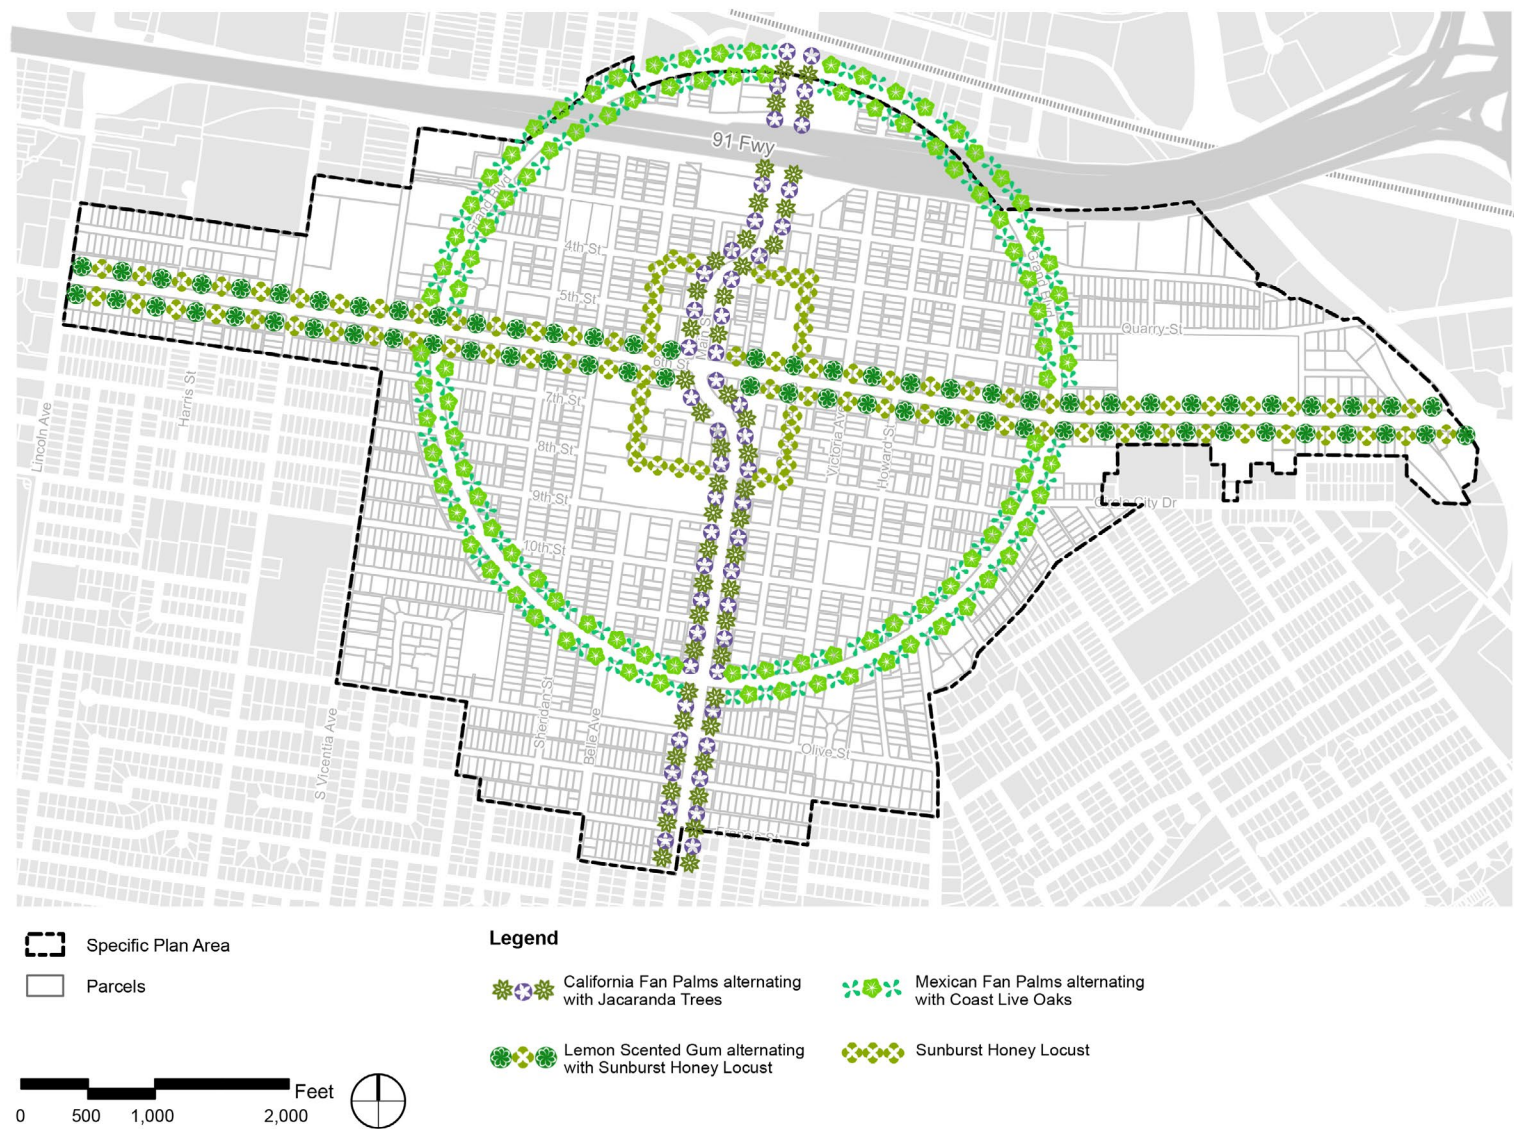 91 Fwy
Grand Blvd
4th St
5th St
Main S
Grand B
Quarry St
7th St
Harris St
Lincoln Ave
8th St
Victoria Ave
Howard St
9th St
Circle City Dr
10th St
Sheridan St
Belle Ave
S Vicentia Ave
Olive St
Specific Plan Area
Parcels
Legend
California Fan Palms alternating
with Jacaranda Trees
Mexican Fan Palms alternating
with Coast Live Oaks
Lemon Scented Gum alternating
with Sunburst Honey Locust
Sunburst Honey Locust
Feet
0 500 1,000 2,000